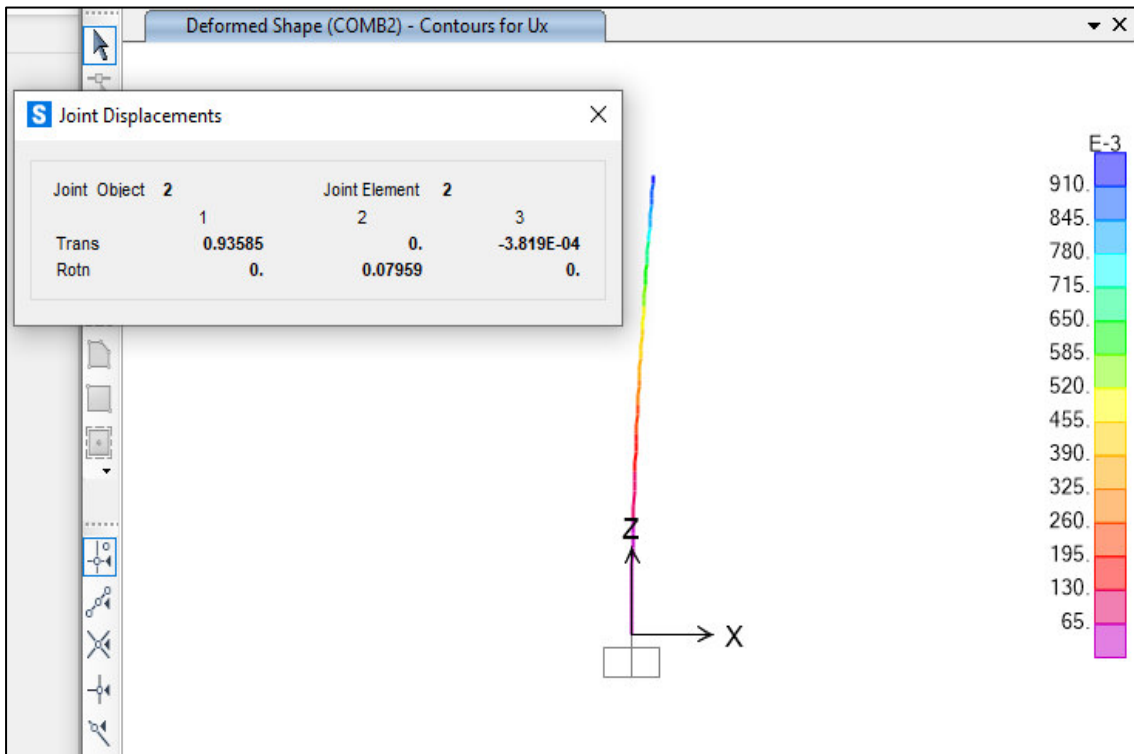 Deformed Shape (COMB2) - Contours for Ux
S Joint Displacements
Joint Object 2 Joint Element 2
1 2 3
Trans 0.93585 0. -3.819E-04
Rotn 0. 0.07959 0.
E-3
910.
845.
780.
715.
650.
585.
520.
455.
390.
325.
260.
195.
130.
65.
Z
X